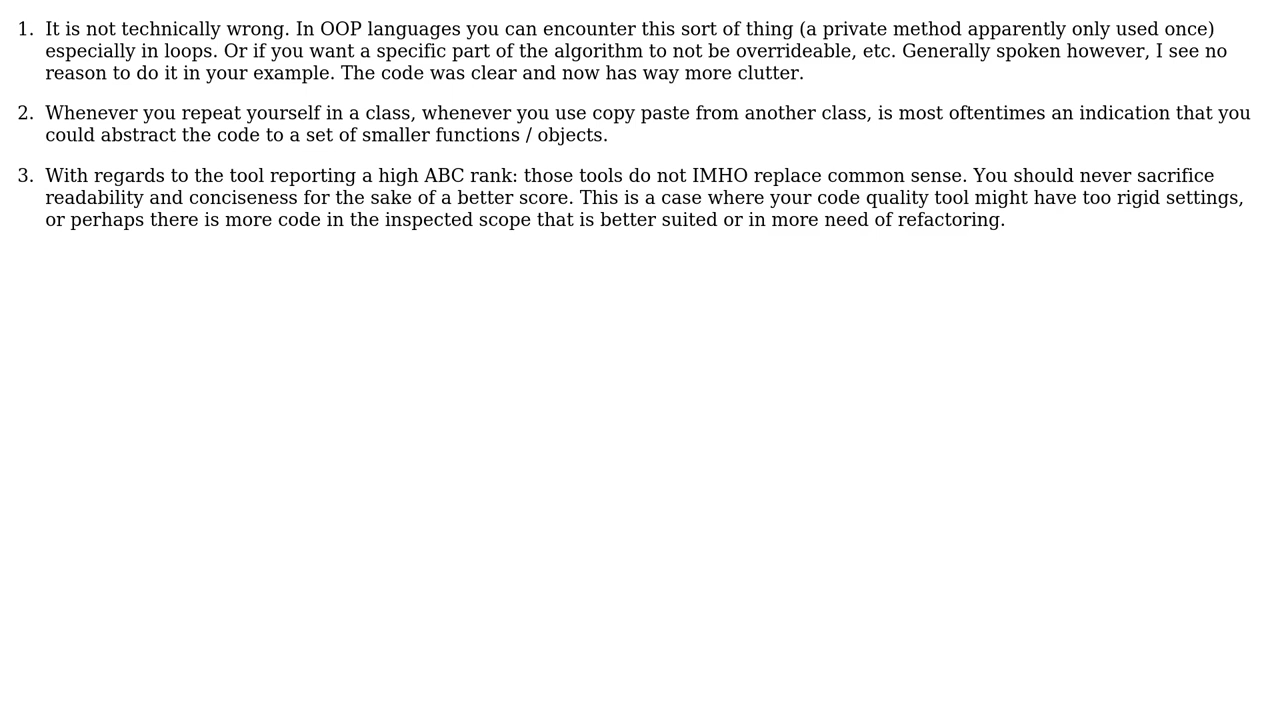 1. It is not technically wrong. In OOP languages you can encounter this sort of thing (a private method apparently only used once)
especially in loops. Or if you want a specific part of the algorithm to not be overrideable, etc. Generally spoken however, I see no
reason to do it in your example. The code was clear and now has way more clutter.
2. Whenever you repeat yourself in a class, whenever you use copy paste from another class, is most oftentimes an indication that you
could abstract the code to a set of smaller functions / objects.
3. With regards to the tool reporting a high ABC rank: those tools do not IMHO replace common sense. You should never sacrifice
readability and conciseness for the sake of a better score. This is a case where your code quality tool might have too rigid settings,
or perhaps there is more code in the inspected scope that is better suited or in more need of refactoring.